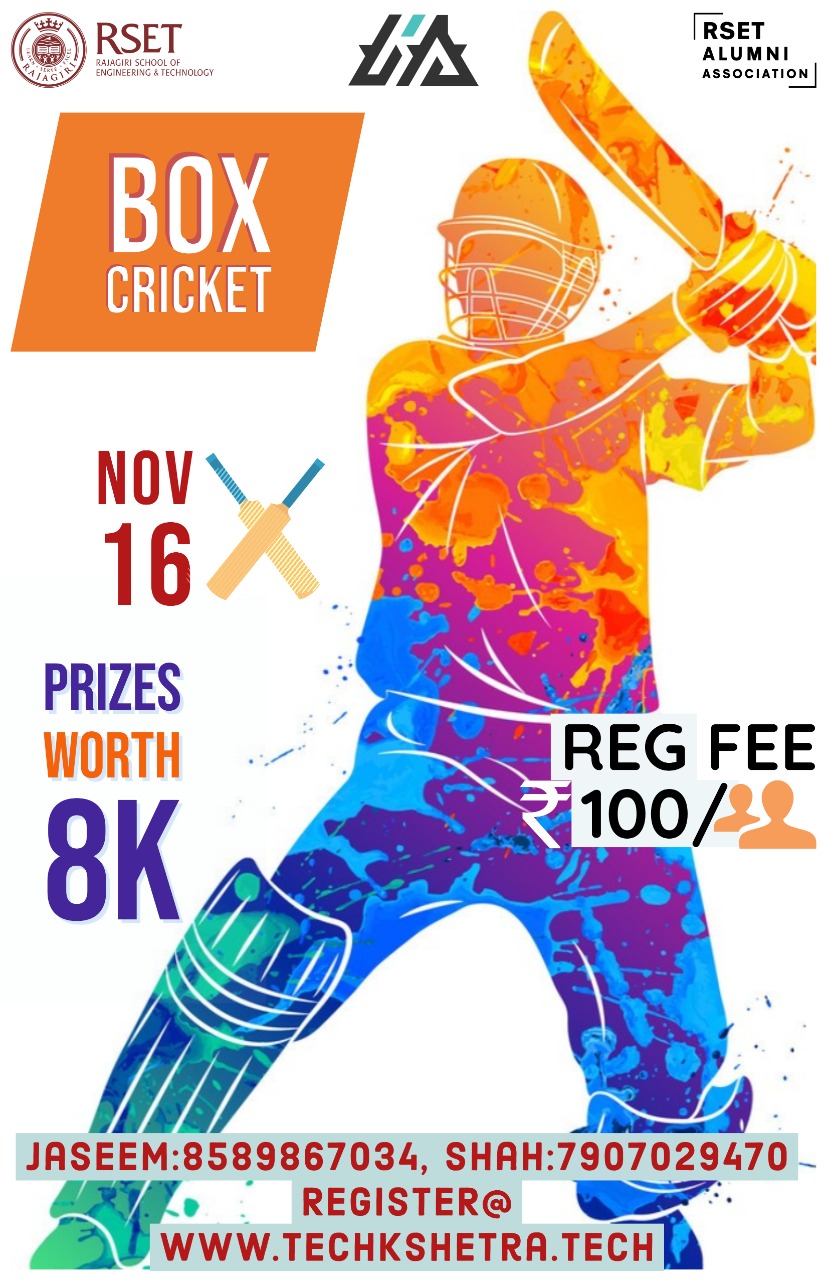 RSET
RAJAGIRI SCHOOL OF
ENGINEERING & TECHNOLOGY
RAJAGIRI
RSET
ALUMNI
ASSOCIATION
BOX
CRICKET
NOV
16
PRIZES
WORTH
8K
REG FEE
₹100/
JASEEM:8589867034, SHAH:7907029470
REGISTER@
WWW.TECHKSHETRA.TECH